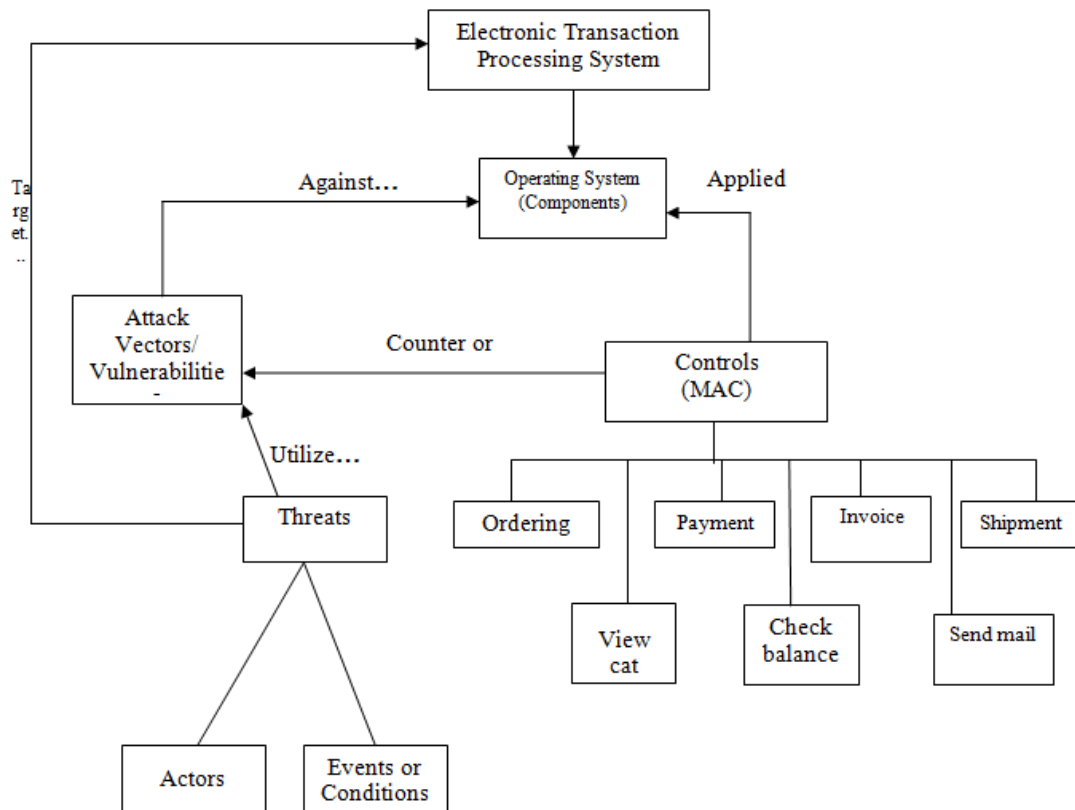 Electronic Transaction
Processing System
Ta
rg
et.
..
Against…
Operating System
(Components)
Applied
Attack
Vectors/
Vulnerabilitie
-
Counter or
Controls
(MAC)
Utilize…
Threats
Ordering
Payment
Invoice
Shipment
View
cat
Check
balance
Send mail
Actors
Events or
Conditions